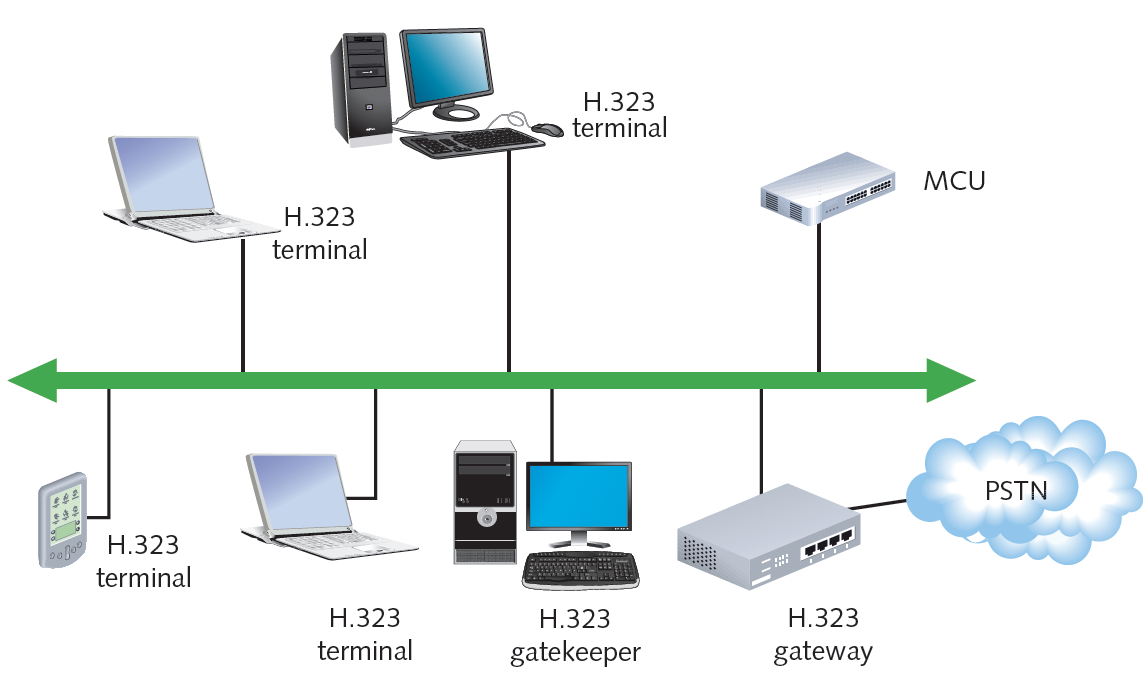 H.323
terminal
MCU
H.323
terminal
PSTN
H.323
terminal
H.323
terminal
H.323
gatekeeper
H.323
gateway